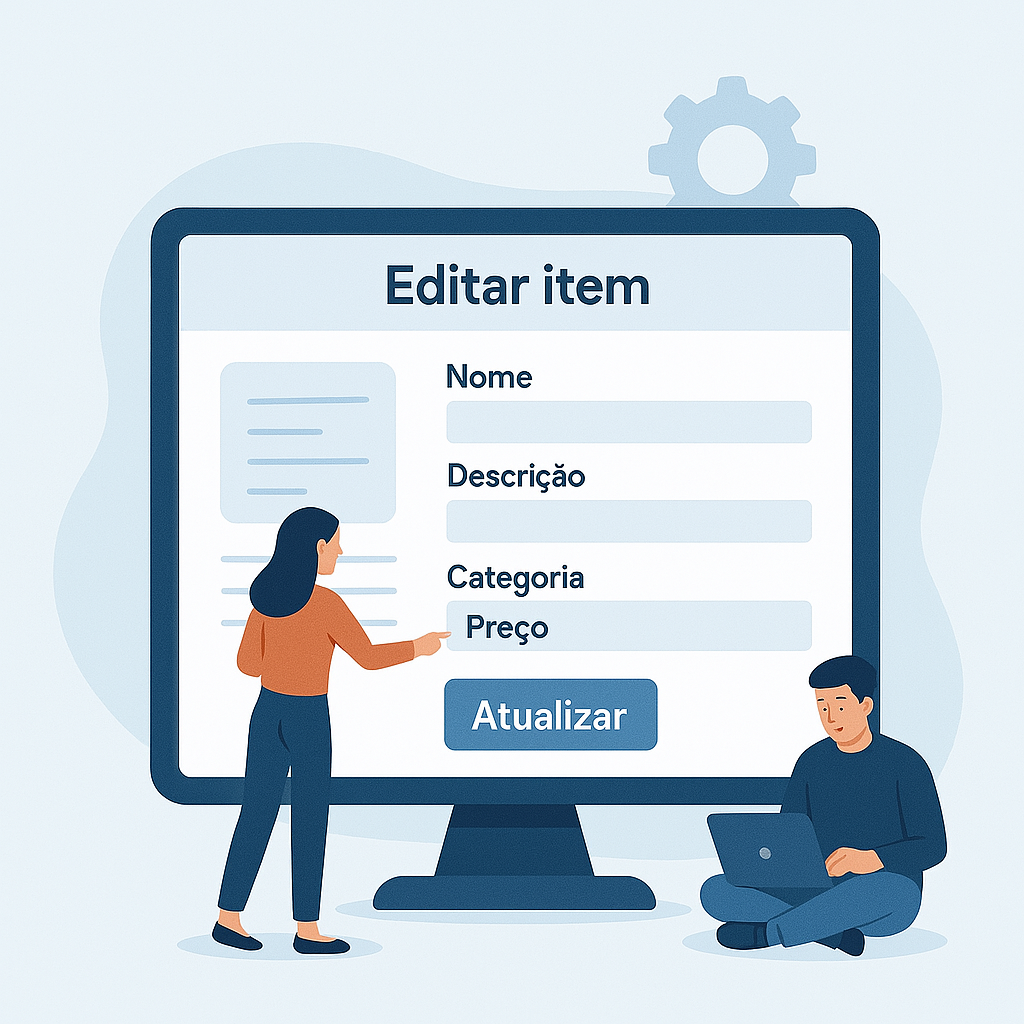 Editar item
Nome
Descrição
Categoria
Preço
Atualizar